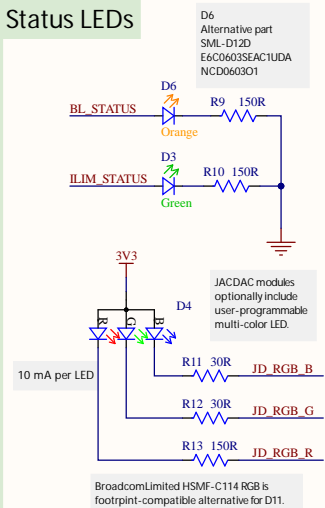 Status LEDs
D6
Alternative part
SML-D12D
E6C0603SEAC1UDA
NCD0603O1
D6
R9 150R
BL_STATUS
Orange
D3
R10 150R
ILIM_STATUS
Green
3V3
JACDAC modules
optionally include
user-programmable
multi-color LED.
D4
R G B
10 mA per LED
R11 30R
JD_RGB_B
R12 30R
JD_RGB_G
R13 150R
JD_RGB_R
BroadcomLimited HSMF-C114 RGB is
footrpint-compatible alternative for D11.